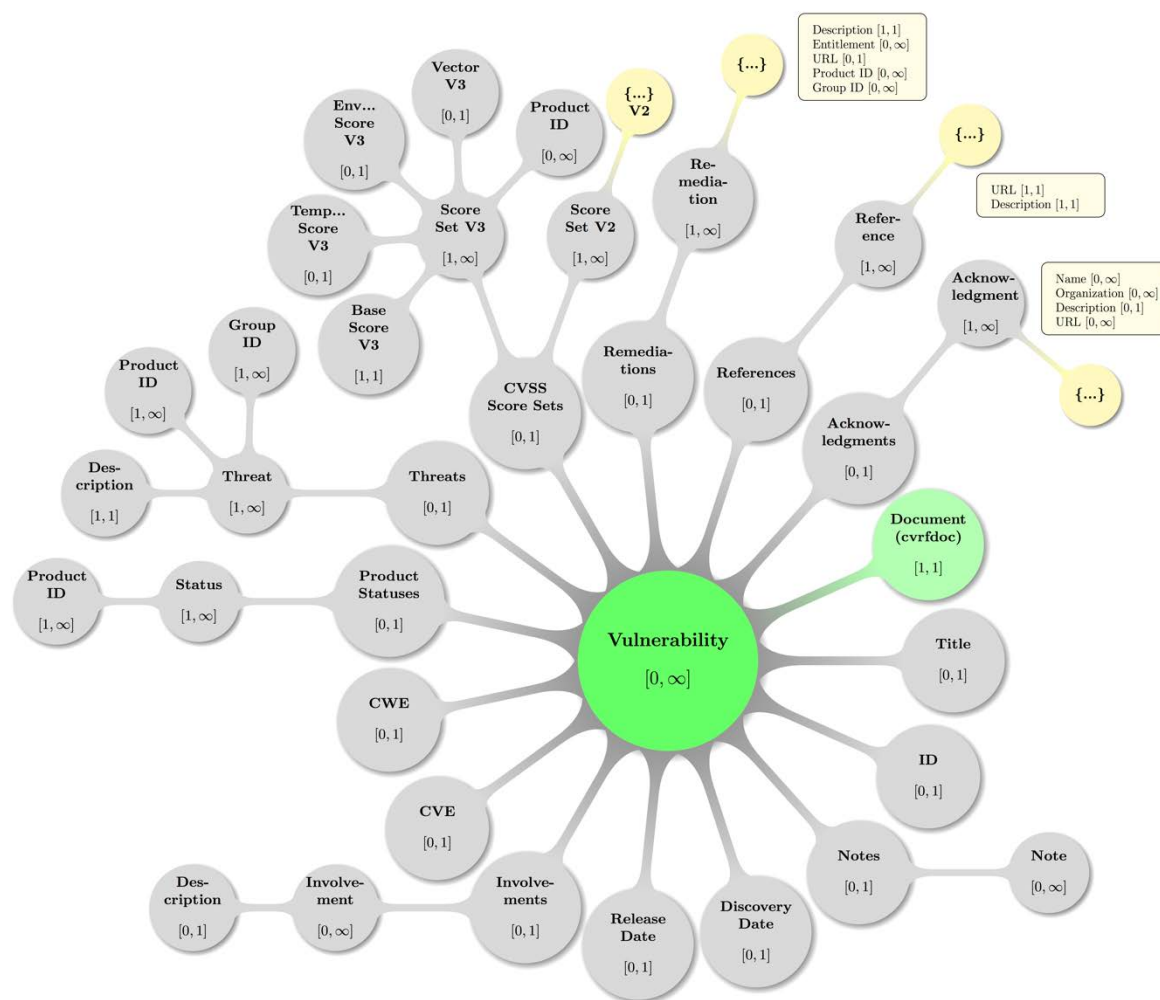 Description [1, 1]
Entitlement [0, ∞]
URL [0, 1]
Product ID [0, ∞]
Group ID [0, ∞]
{...}
Vector
V3
[0, 1]
{...}
V2
Env...
Score
V3
[0, 1]
Product
ID
[0, ∞]
{...}
Re-
media-
tion
[1, ∞]
URL [1, 1]
Description [1, 1]
Temp...
Score
V3
[0, 1]
Score
Set V3
[1, ∞]
Score
Set V2
[1, ∞]
Refer-
ence
[1, ∞]
Acknow-
ledgment
[1, ∞]
Name [0, ∞]
Organization [0, ∞]
Description [0, 1]
URL [0, ∞]
{...}
Base
Score
V3
[1, 1]
Group
ID
[1, ∞]
Product
ID
[1, ∞]
CVSS
Score Sets
[0, 1]
Remedia-
tions
[0, 1]
References
[0, 1]
Acknow-
ledgments
[0, 1]
Des-
cription
[1, 1]
Threat
[1, ∞]
Threats
[0, 1]
Document
(cvrfdoc)
[1, 1]
Product
ID
[1, ∞]
Status
[1, ∞]
Product
Statuses
[0, 1]
Vulnerability
[0, ∞]
Title
[0, 1]
CWE
[0, 1]
ID
[0, 1]
CVE
[0, 1]
Notes
[0, 1]
Note
[0, ∞]
Des-
cription
[0, 1]
Involve-
ment
[0, ∞]
Involve-
ments
[0, 1]
Release
Date
[0, 1]
Discovery
Date
[0, 1]